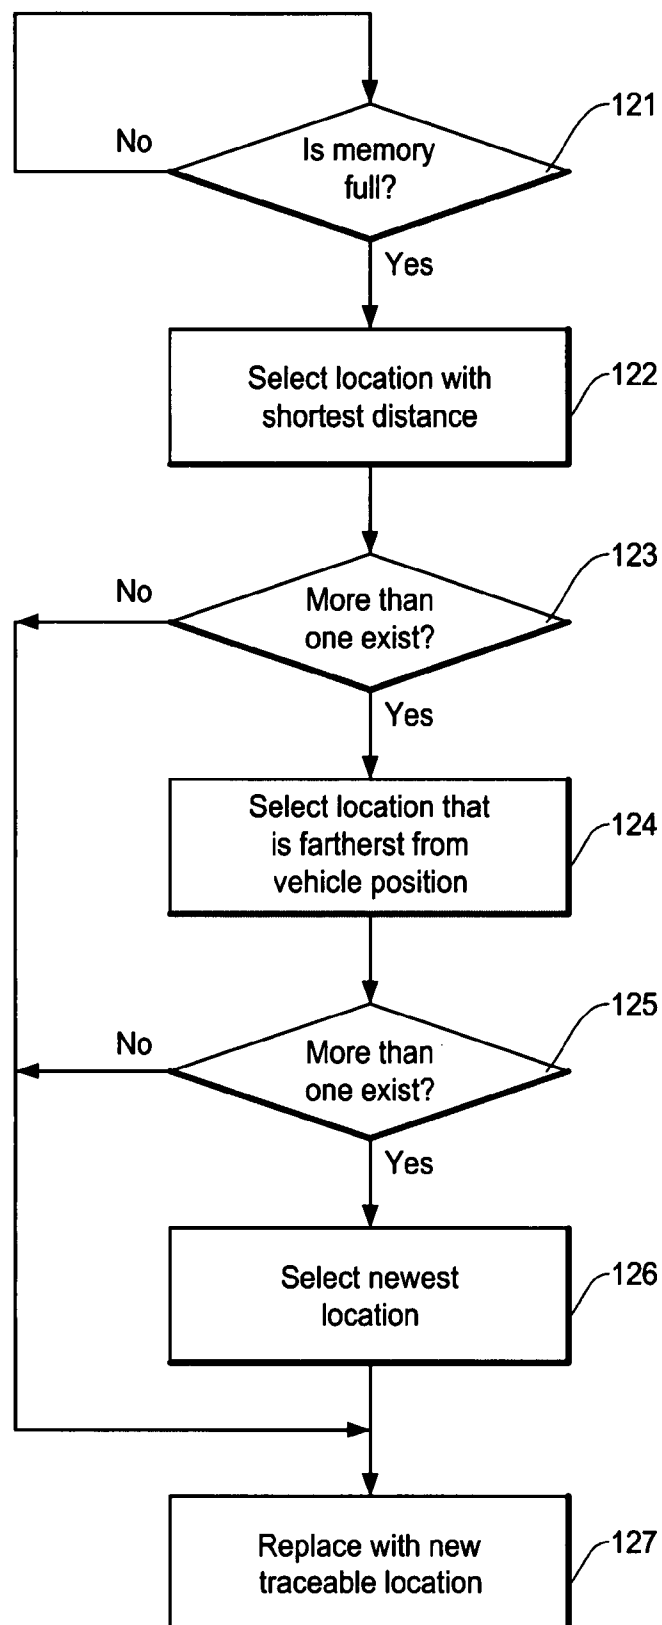 121
No
Is memory
full?
Yes
Select location with
shortest distance
122
123
No
More than
one exist?
Yes
Select location that
is fartherst from
vehicle position
124
125
No
More than
one exist?
Yes
Select newest
location
126
Replace with new
traceable location
127